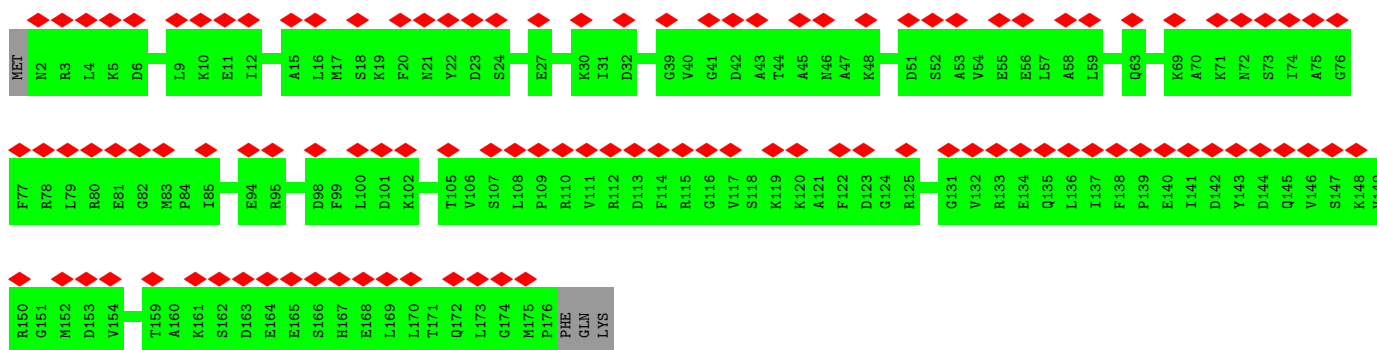 MET N2 R3 L4 K5 D6 L9 K10 E11 I12 A15 L16 M17 S18 K19 F20 N21 Y22 D23 S24 E27 K30 I31 D32 G39 V40 G41 D42 A43 T44 A45 N46 A47 K48 D51 S52 A53 V54 E55 E56 L57 A58 L59 Q63 K69 A70 K71 N72 S73 I74 A75 G76
F77 R78 L79 R80 E81 G82 M83 P84 I85 E94 R95 D98 F99 L100 D101 K102 T105 V106 S107 L108 P109 R110 V111 R112 D113 F114 R115 G116 V117 S118 K119 K120 A121 F122 D123 G124 R125 G131 V132 R133 E134 Q135 L136 I137 F138 P139 E140 I141 D142 Y143 D144 Q145 V146 S147 K148
R150 G151 M152 D153 V154 T159 A160 K161 S162 D163 E164 E165 S166 H167 E168 L169 L170 T171 Q172 L173 G174 M175 P176 PHE GLN LYS